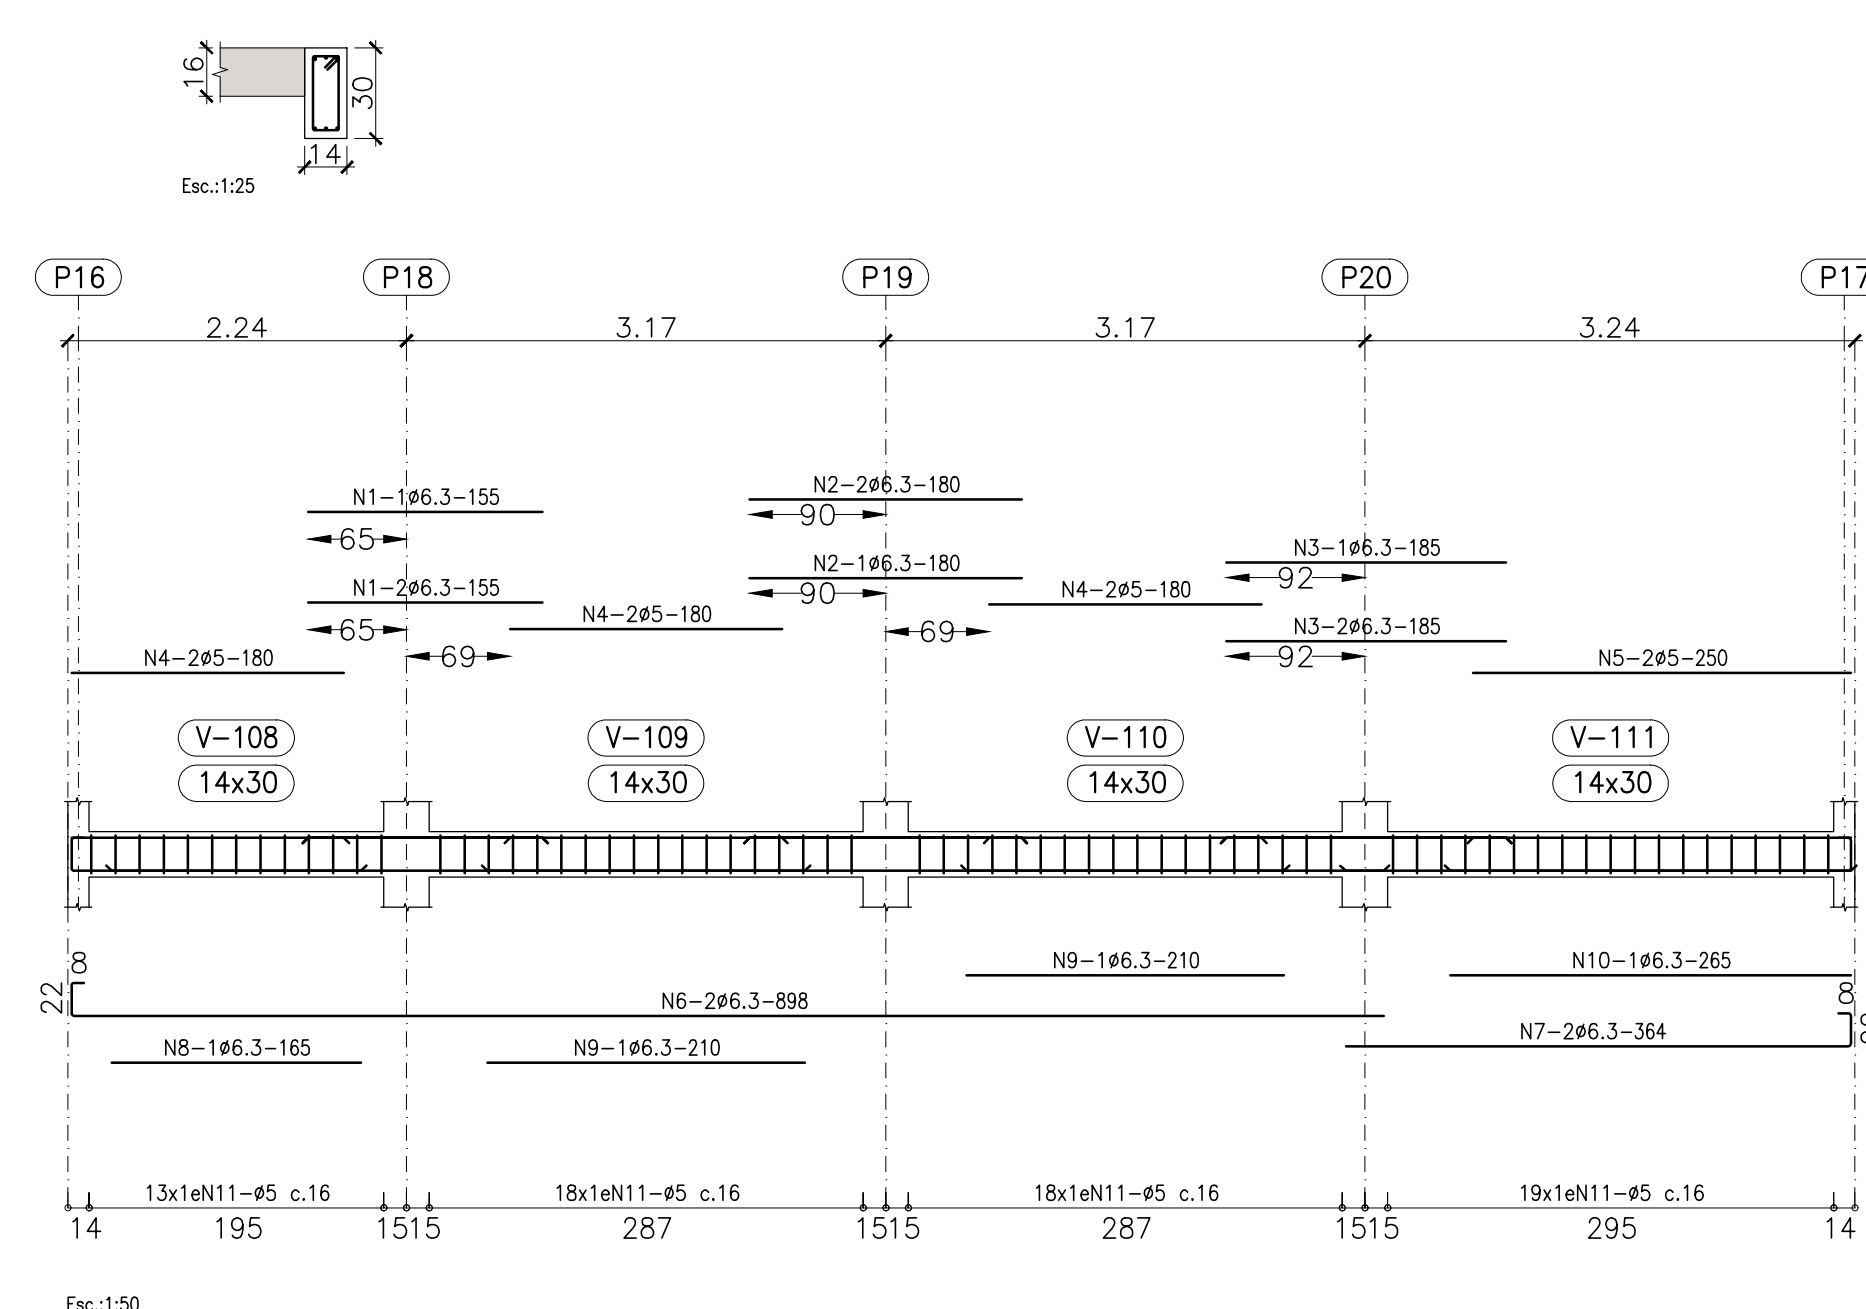 16
30
14
Esc.:1:25
P16 P18 P19 P20 P17
2.24 3.17 3.17 3.24
N1-1ø6.3-155 N2-2ø6.3-180
65 90
N3-1ø6.3-185
N2-1ø6.3-180 92
N1-2ø6.3-155 90 N4-2ø5-180
65 N4-2ø5-180 69 N3-2ø6.3-185
69 92
N4-2ø5-180 N5-2ø5-250
V-108 V-109 V-110 V-111
14x30 14x30 14x30 14x30
8 N9-1ø6.3-210 N10-1ø6.3-265
22 N6-2ø6.3-898 8
N7-2ø6.3-364
N8-1ø6.3-165 N9-1ø6.3-210
13x1eN11-ø5 c.16 18x1eN11-ø5 c.16 18x1eN11-ø5 c.16 19x1eN11-ø5 c.16
14 195 1515 287 1515 287 1515 295 14
Esc.:1:50